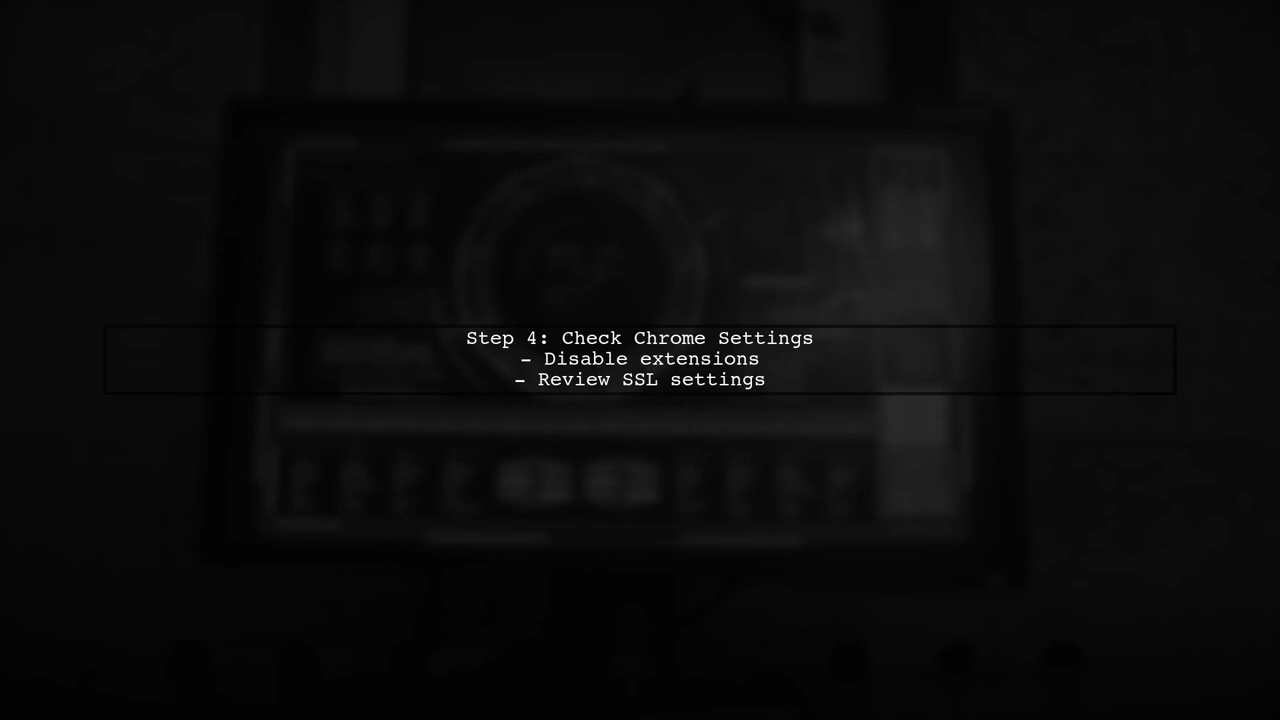 Step 4: Check Chrome Settings
– Disable extensions
– Review SSL settings